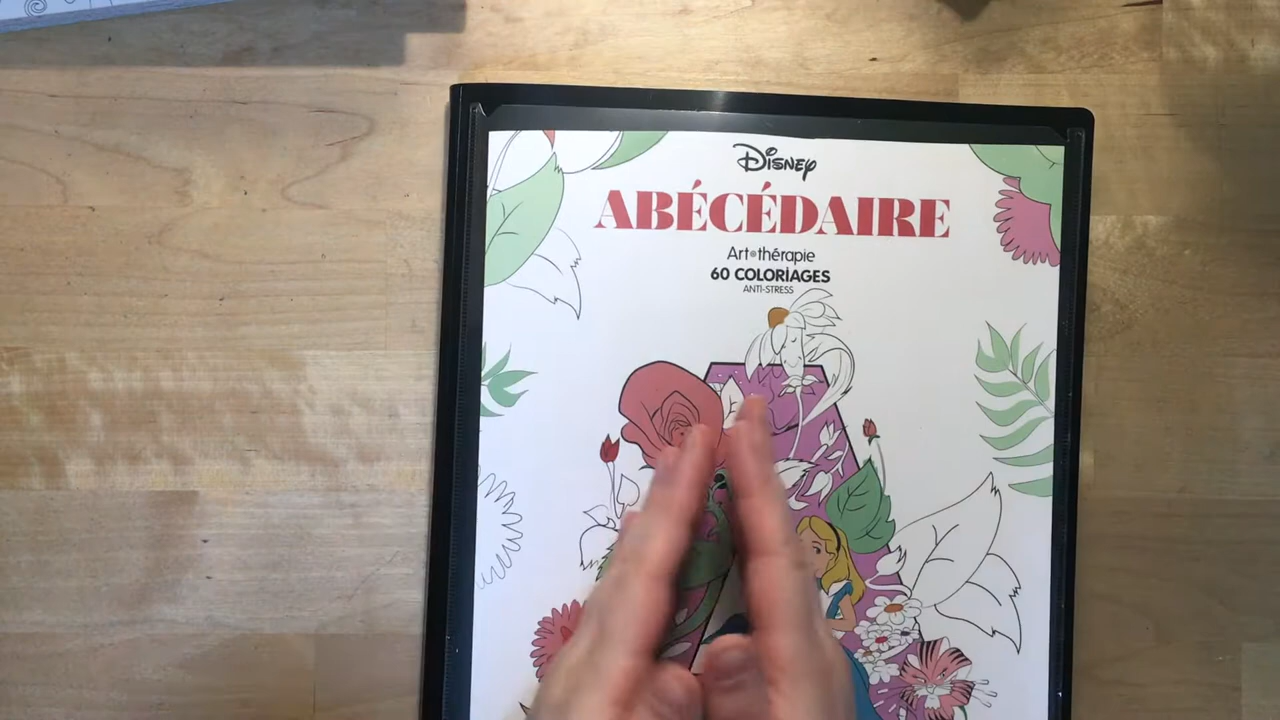 Disney
ABÉCÉDAIRE
Art•thérapie
60 COLORIAGES
ANTI-STRESS